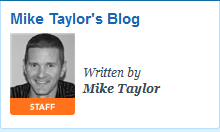 Mike Taylor's Blog
Written by
Mike Taylor
STAFF